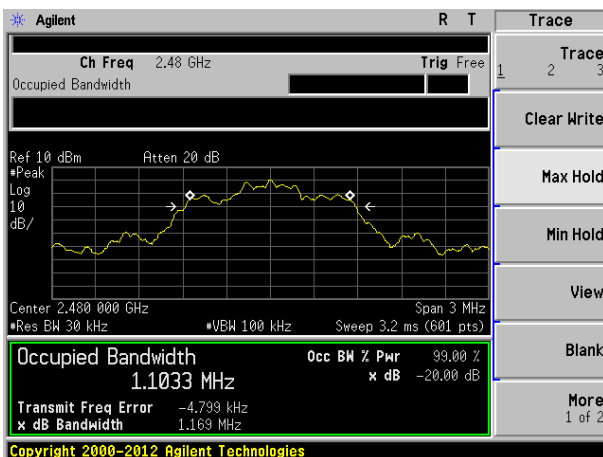 Agilent R T
Ch Freq 2.48 GHz Trig Free
Occupied Bandwidth
Ref 10 dBm Atten 20 dB
#Peak
Log
10
dB/
Center 2.480 000 GHz Span 3 MHz
#Res BW 30 kHz #VBW 100 kHz Sweep 3.2 ms (601 pts)
Occupied Bandwidth Occ BW % Pwr 99.00 %
1.1033 MHz x dB -20.00 dB
Transmit Freq Error -4.799 kHz
x dB Bandwidth 1.169 MHz
Copyright 2000-2012 Agilent Technologies
Trace
Trace
1 2 3
Clear Write
Max Hold
Min Hold
View
Blank
More
1 of 2